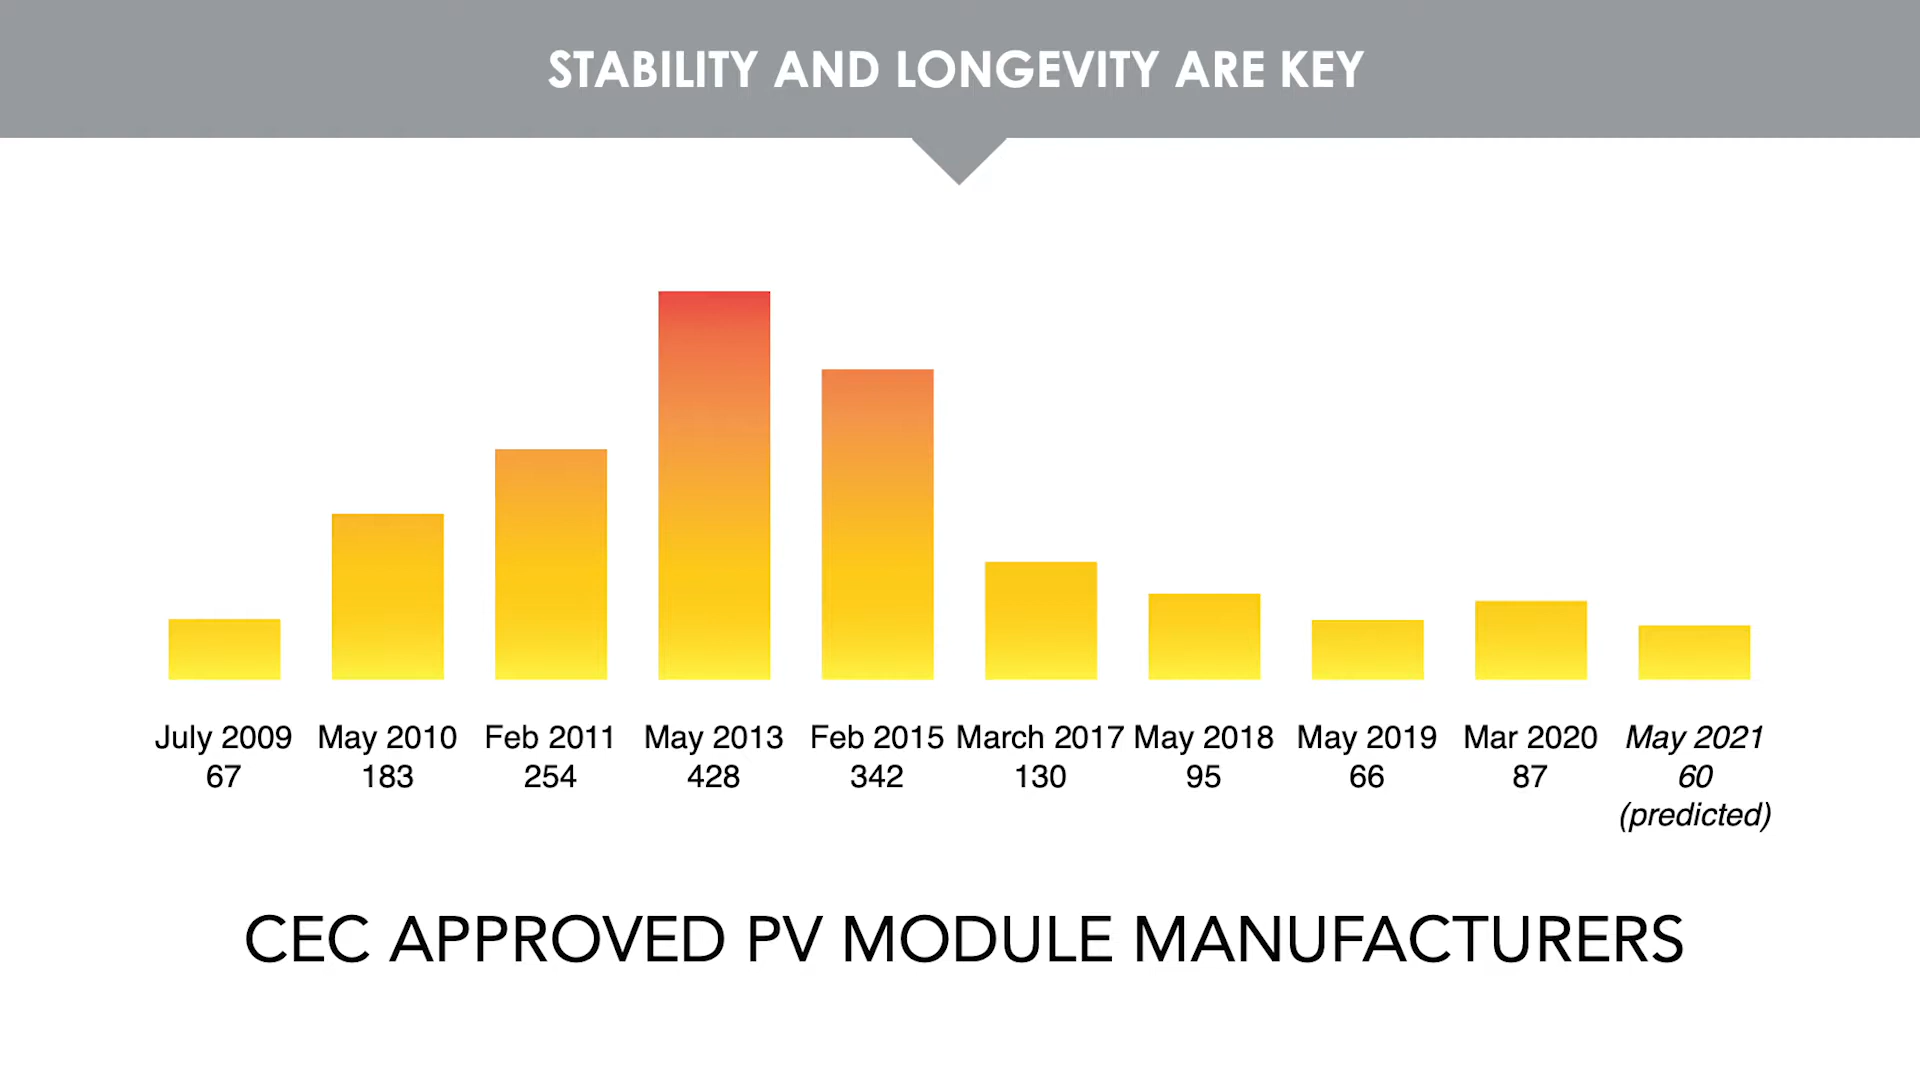 STABILITY AND LONGEVITY ARE KEY
July 2009 May 2010 Feb 2011 May 2013 Feb 2015 March 2017 May 2018 May 2019 Mar 2020 May 2021
67 183 254 428 342 130 95 66 87 60
(predicted)
CEC APPROVED PV MODULE MANUFACTURERS